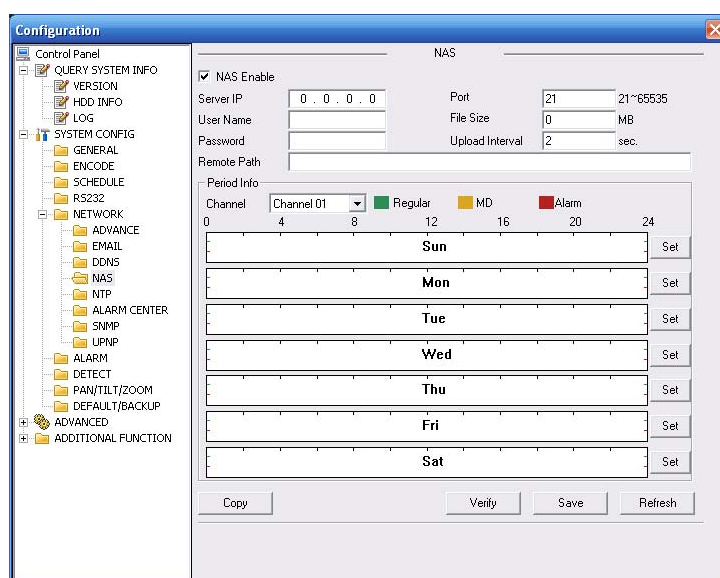 Configuration
Control Panel
QUERY SYSTEM INFO
VERSION
HDD INFO
LOG
SYSTEM CONFIG
GENERAL
ENCODE
SCHEDULE
RS232
NETWORK
ADVANCE
EMAIL
DDNS
NAS
NTP
ALARM CENTER
SNMP
UPNP
ALARM
DETECT
PAN/TILT/ZOOM
DEFAULT/BACKUP
ADVANCED
ADDITIONAL FUNCTION
NAS
NAS Enable
Server IP 0 . 0 . 0 . 0 Port 21 21~65535
User Name File Size 0 MB
Password Upload Interval 2 sec.
Remote Path
Period Info
Channel Channel 01 Regular MD Alarm
0 4 8 12 16 20 24
Sun Set
Mon Set
Tue Set
Wed Set
Thu Set
Fri Set
Sat Set
Copy Verify Save Refresh